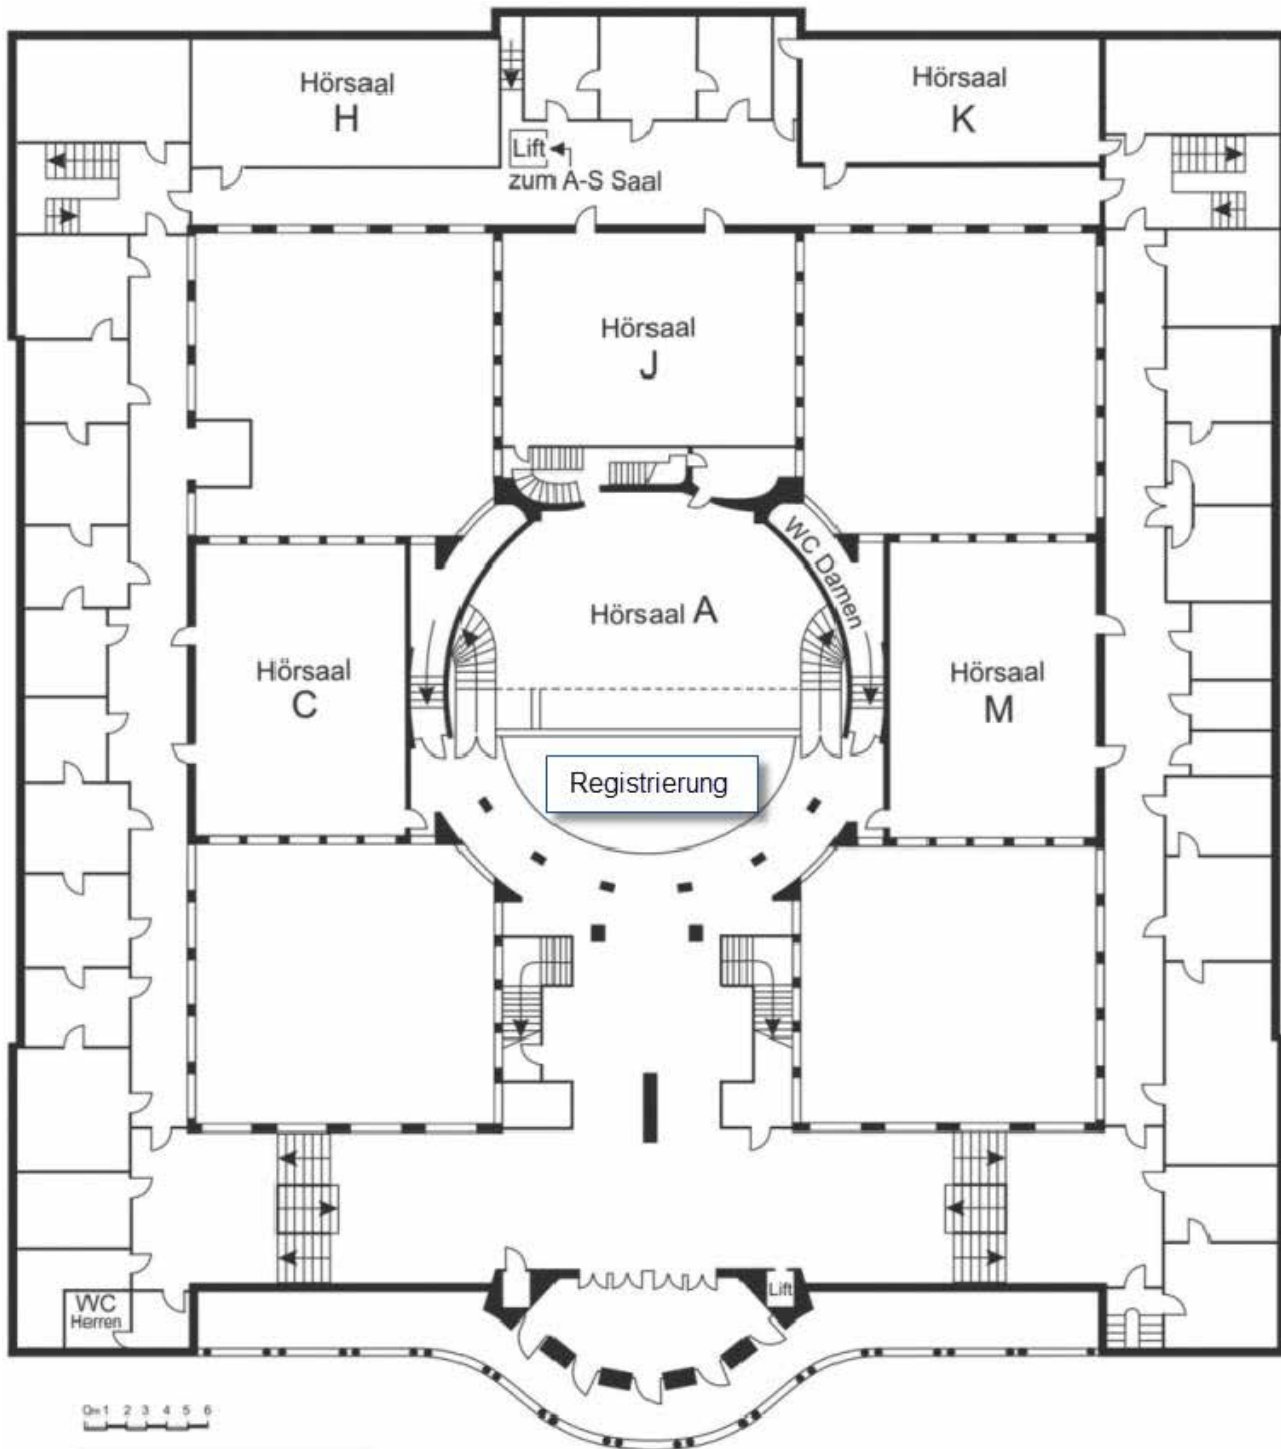 Hörsaal
H
Hörsaal
K
Lift
zum A-S Saal
Hörsaal
J
WC Damen
Hörsaal A
Hörsaal
C
Hörsaal
M
Registrierung
Lift
WC
Herren
0m 1 2 3 4 5 6